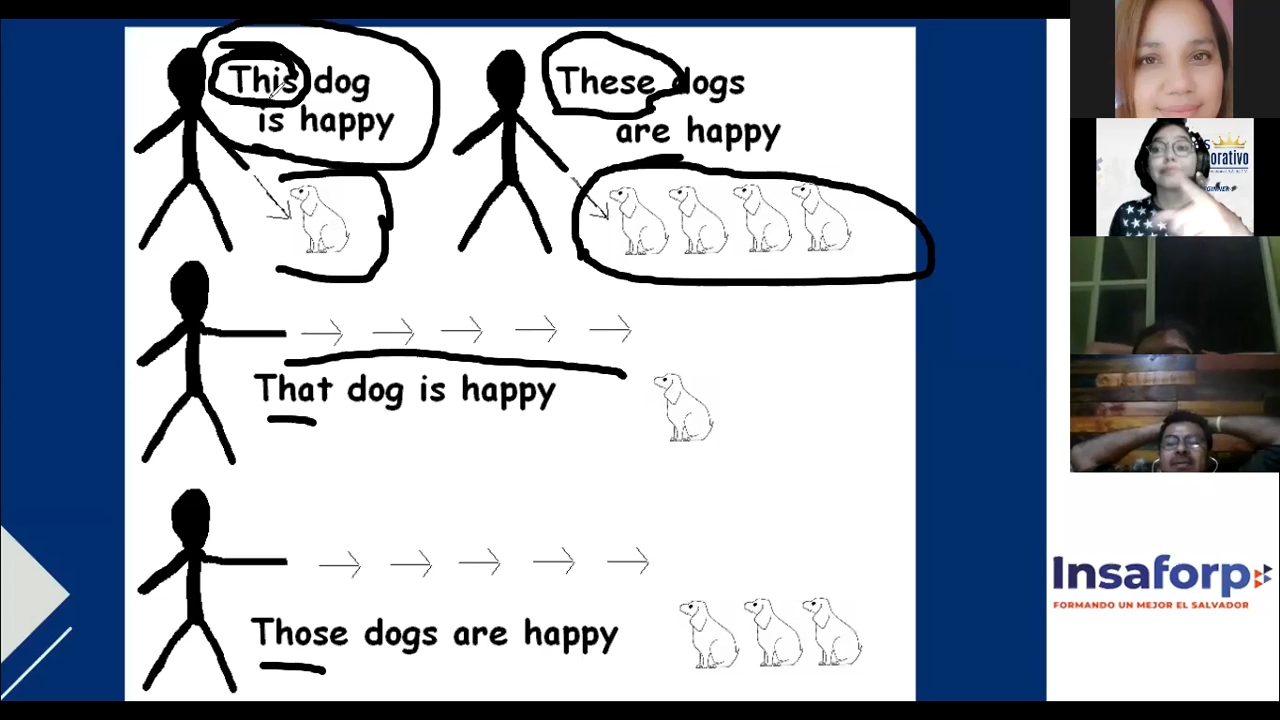 This dog
is happy
These dogs
are happy
That dog is happy
Those dogs are happy
orativo
Insaforp
FORMANDO UN MEJOR EL SALVADOR